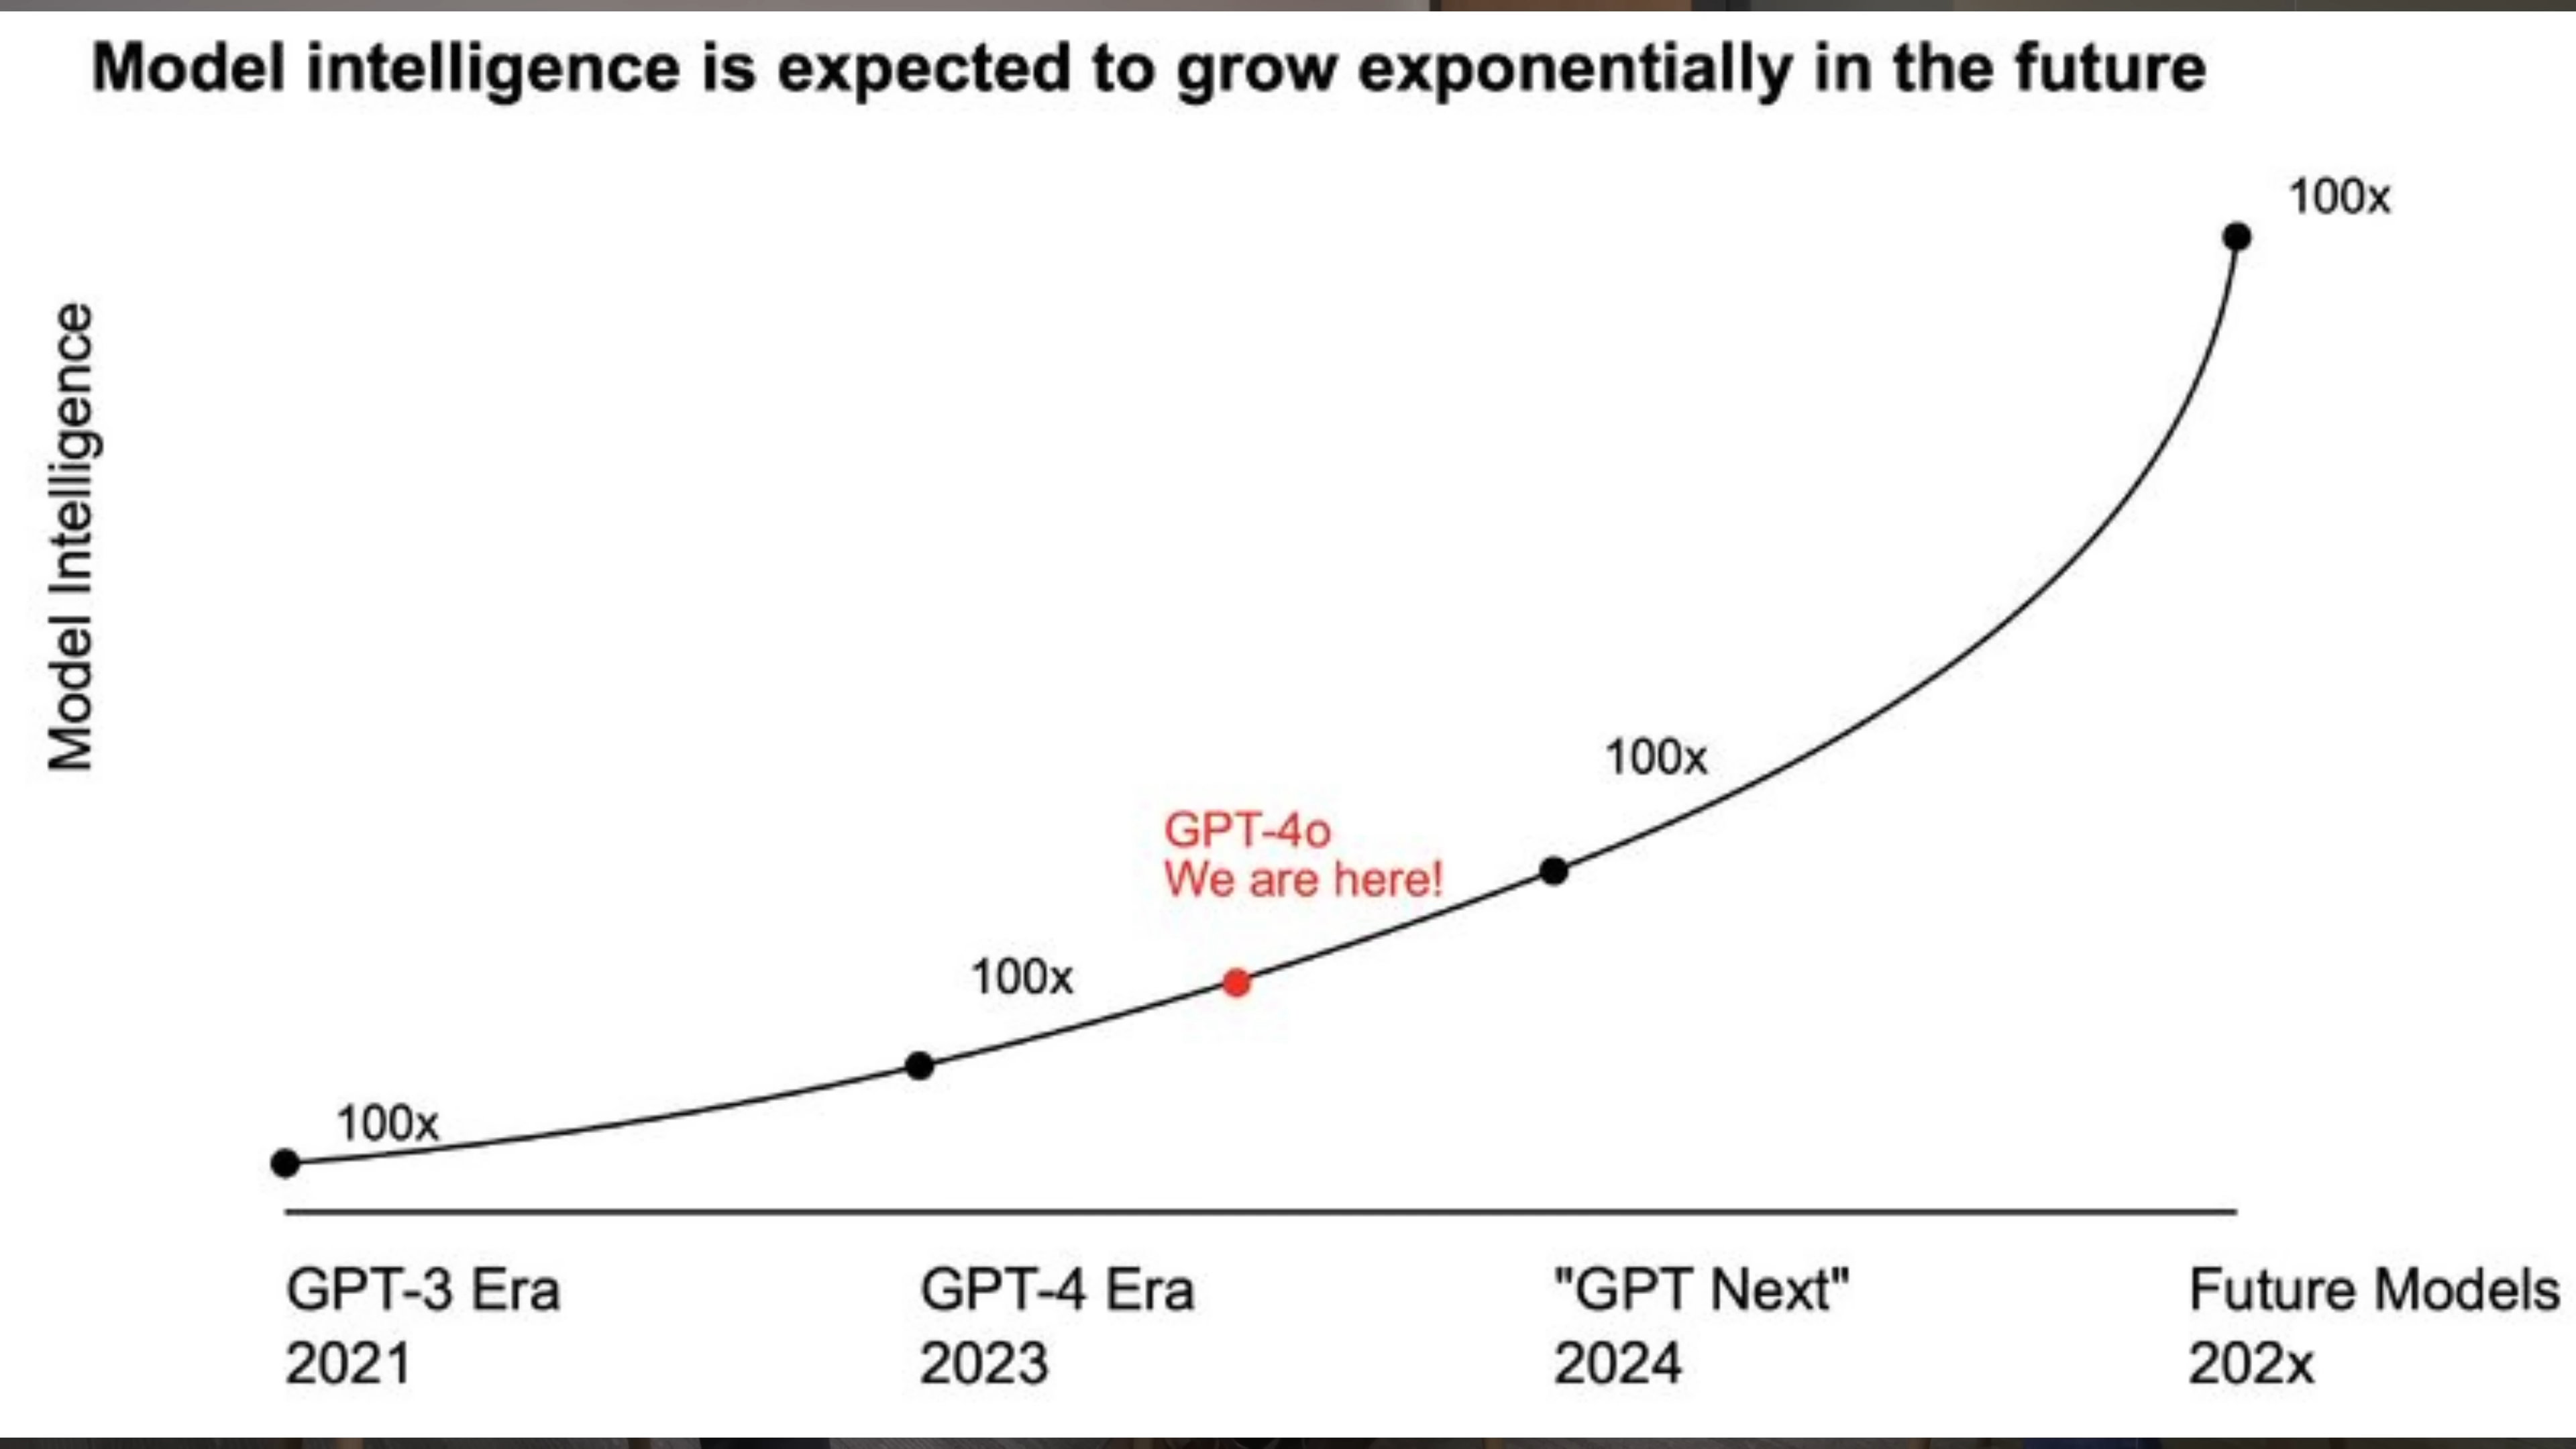 Model intelligence is expected to grow exponentially in the future
100x
Model Intelligence
100x
GPT-4o
We are here!
100x
100x
GPT-3 Era
2021
GPT-4 Era
2023
"GPT Next"
2024
Future Models
202x